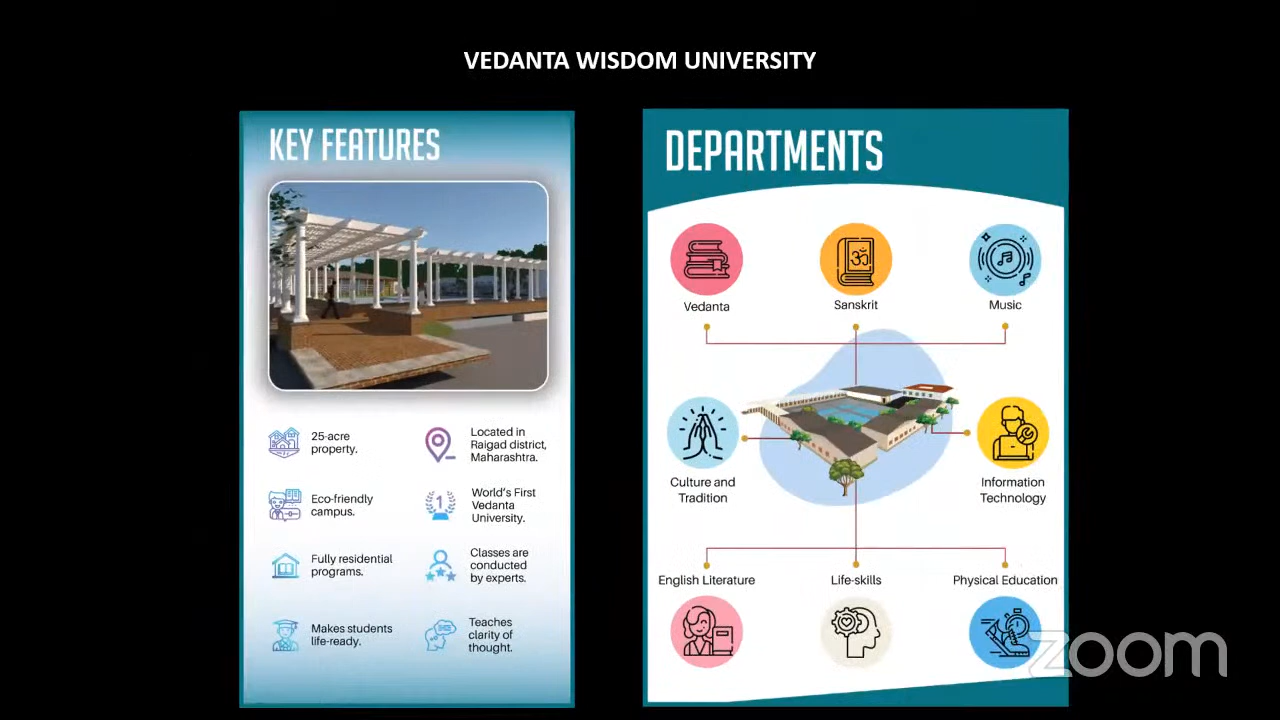 VEDANTA WISDOM UNIVERSITY
KEY FEATURES
25-acre
property.
Located in
Raigad district,
Maharashtra.
Eco-friendly
campus.
1
World's First
Vedanta
University.
Fully residential
programs.
Classes are
conducted
by experts.
Makes students
life-ready.
Teaches
clarity of
thought.
DEPARTMENTS
ॐ
Vedanta
Sanskrit
Music
Culture and
Tradition
Information
Technology
English Literature
Life-skills
Physical Education
zoom